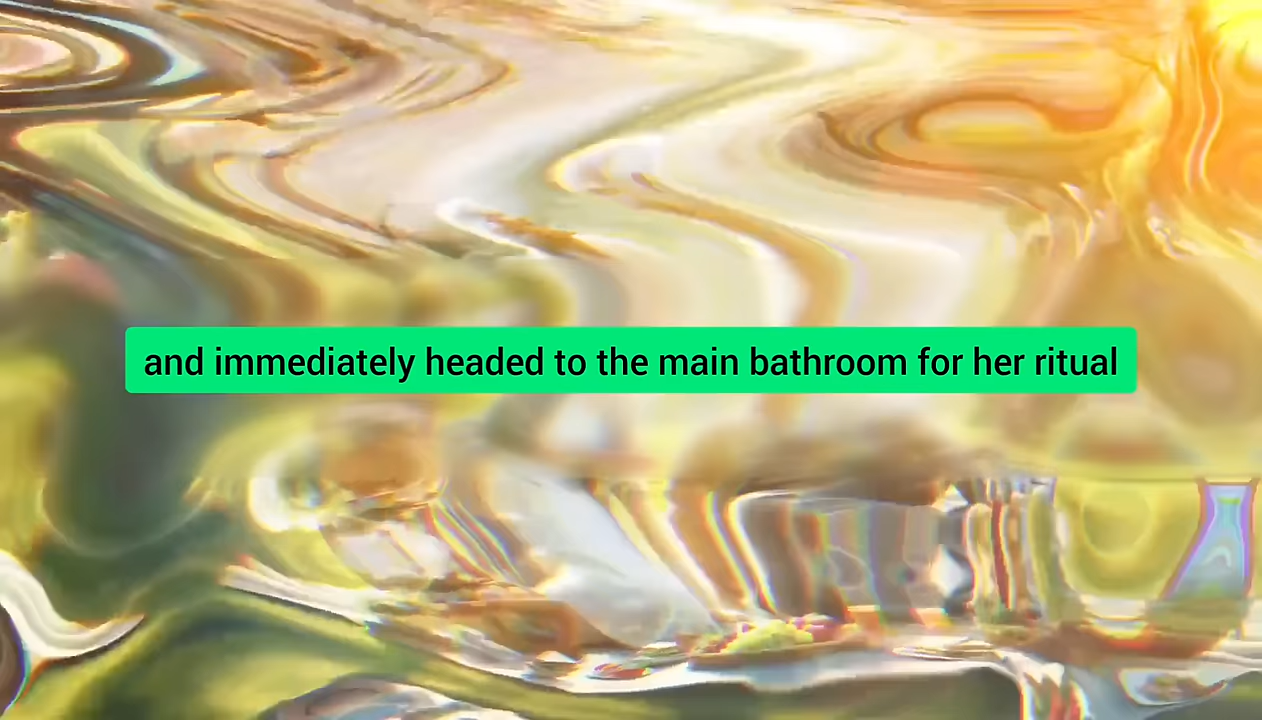 and immediately headed to the main bathroom for her ritual